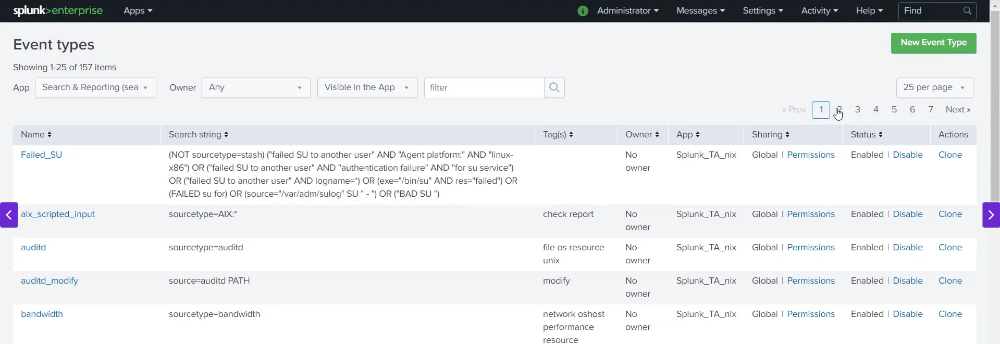 splunk>enterprise Apps Administrator Messages Settings Activity Help Find
Event types New Event Type
Showing 1-25 of 157 items
App Search & Reporting (sea Owner Any Visible in the App filter 25 per page
« Prev 1 2 3 4 5 6 7 Next »
Name Search string Tag(s) Owner App Sharing Status Actions
Failed_SU (NOT sourcetype=stash) ("failed SU to another user" AND "Agent platform:" AND "linux- No Splunk_TA_nix Global | Permissions Enabled | Disable Clone
x86") OR ("failed SU to another user" AND "authentication failure" AND "for su service") owner
OR ("failed SU to another user" AND logname=*) OR (exe="/bin/su" AND res="failed") OR
(FAILED su for) OR (source="/var/adm/sulog" SU " - ") OR ("BAD SU ")
aix_scripted_input sourcetype=AIX:* check report No Splunk_TA_nix Global | Permissions Enabled | Disable Clone
owner
auditd sourcetype=auditd file os resource No Splunk_TA_nix Global | Permissions Enabled | Disable Clone
unix owner
auditd_modify source=auditd PATH modify No Splunk_TA_nix Global | Permissions Enabled | Disable Clone
owner
bandwidth sourcetype=bandwidth network oshost No Splunk_TA_nix Global | Permissions Enabled | Disable Clone
performance owner
resource